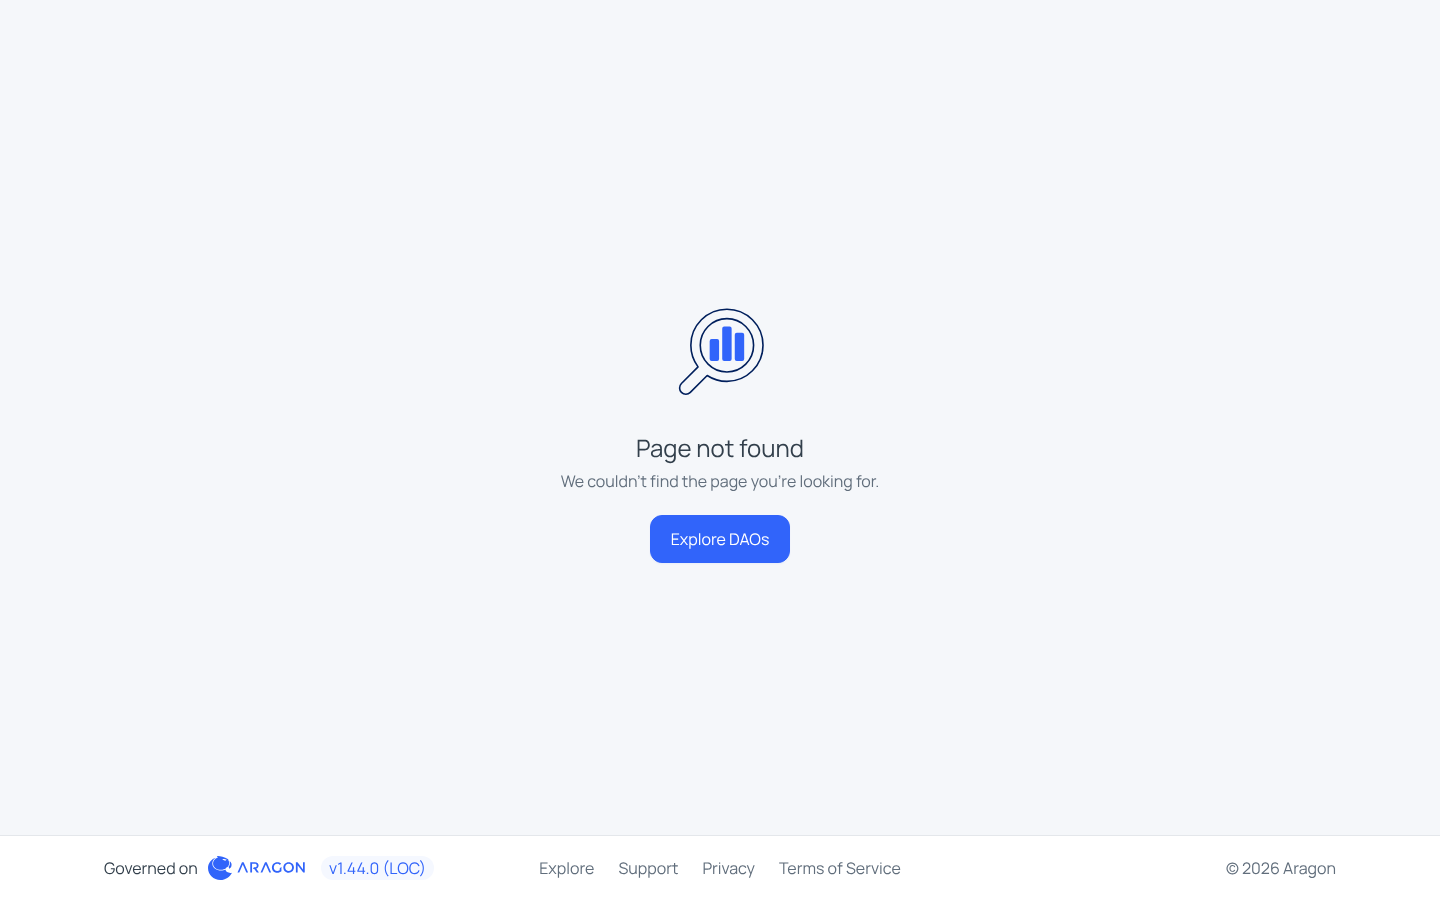 Page not found
We couldn't find the page you're looking for.
Explore DAOs
Governed on ARAGON v1.44.0 (LOC) Explore Support Privacy Terms of Service © 2026 Aragon